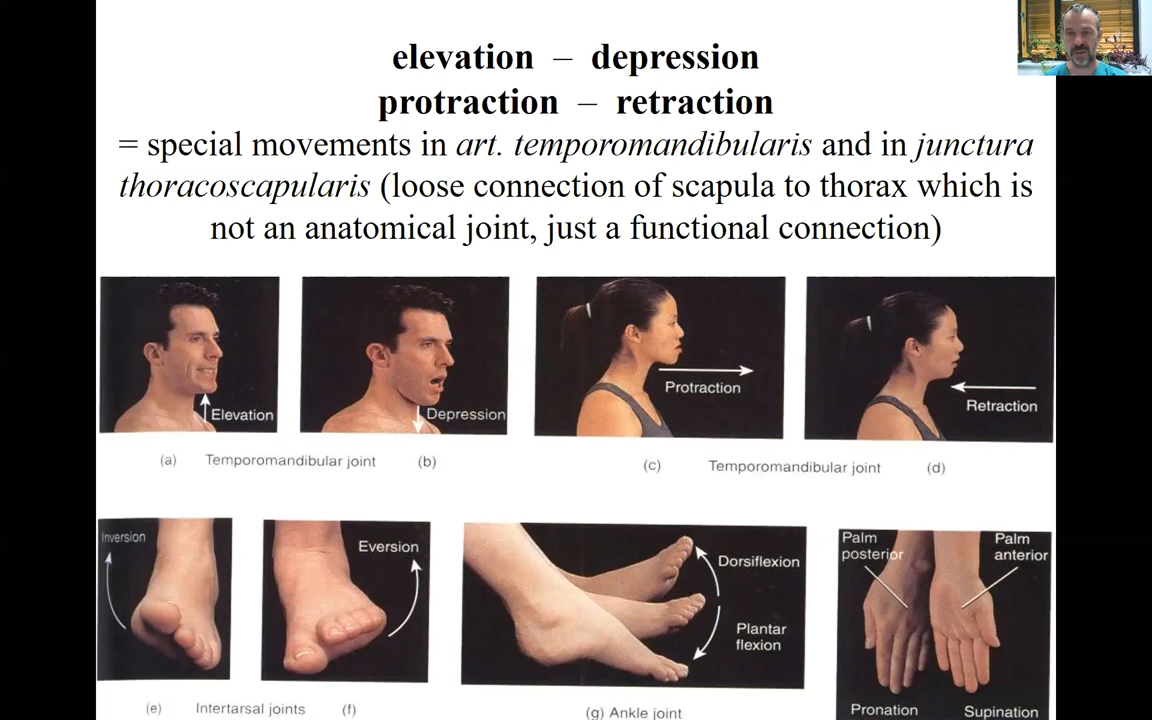 elevation – depression
protraction – retraction
= special movements in art. temporomandibularis and in junctura
thoracoscapularis (loose connection of scapula to thorax which is
not an anatomical joint, just a functional connection)
Elevation
Depression
Protraction
Retraction
(a) Temporomandibular joint (b)
(c) Temporomandibular joint (d)
Inversion
Eversion
Dorsiflexion
Plantar
flexion
Palm
posterior
Palm
anterior
Pronation
Supination
(e) Intertarsal joints (f)
(g) Ankle joint